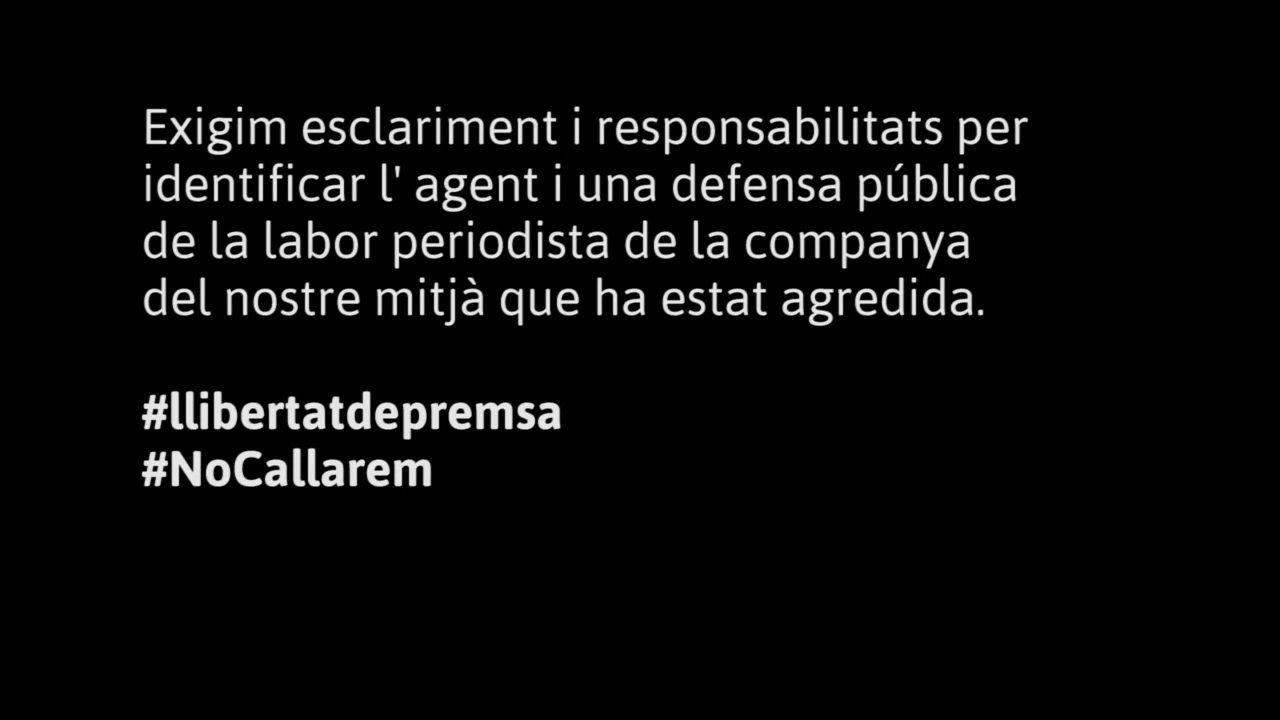 Exigim esclariment i responsabilitats per
identificar l' agent i una defensa pública
de la labor periodista de la companya
del nostre mitjà que ha estat agredida.
#llibertatdepremsa
#NoCallarem